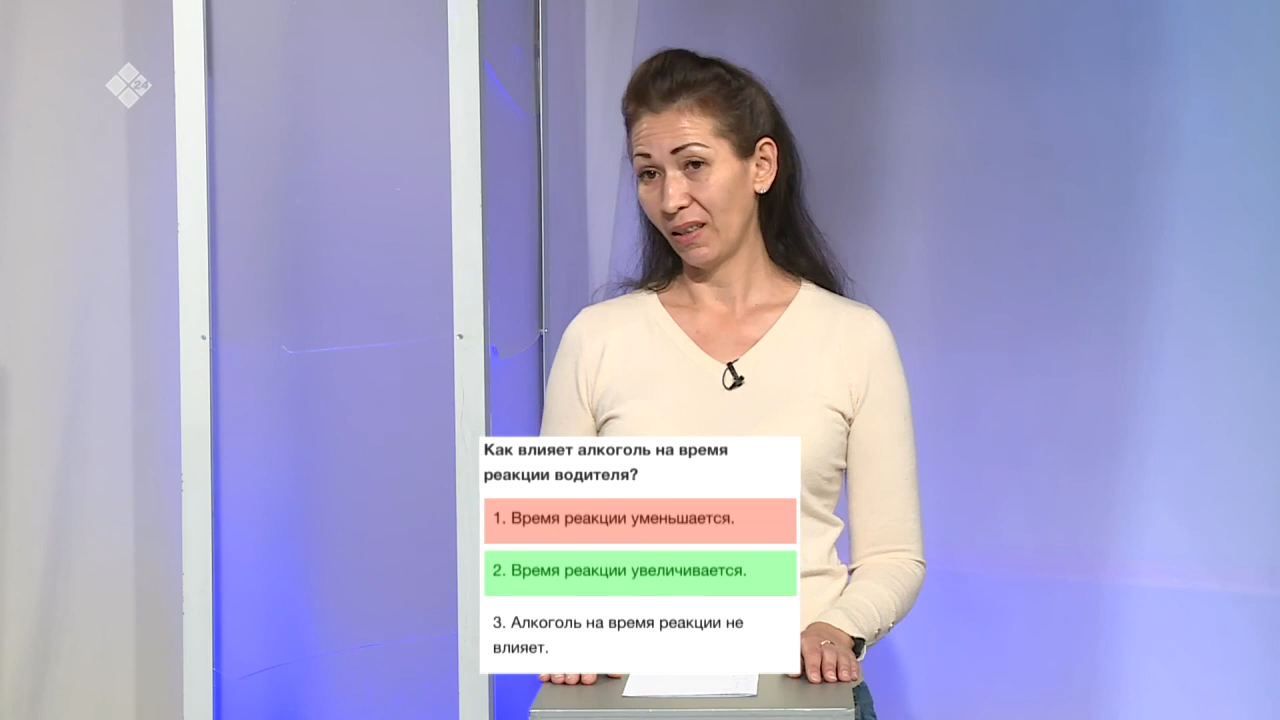 24
Как влияет алкоголь на время
реакции водителя?
1. Время реакции уменьшается.
2. Время реакции увеличивается.
3. Алкоголь на время реакции не
влияет.